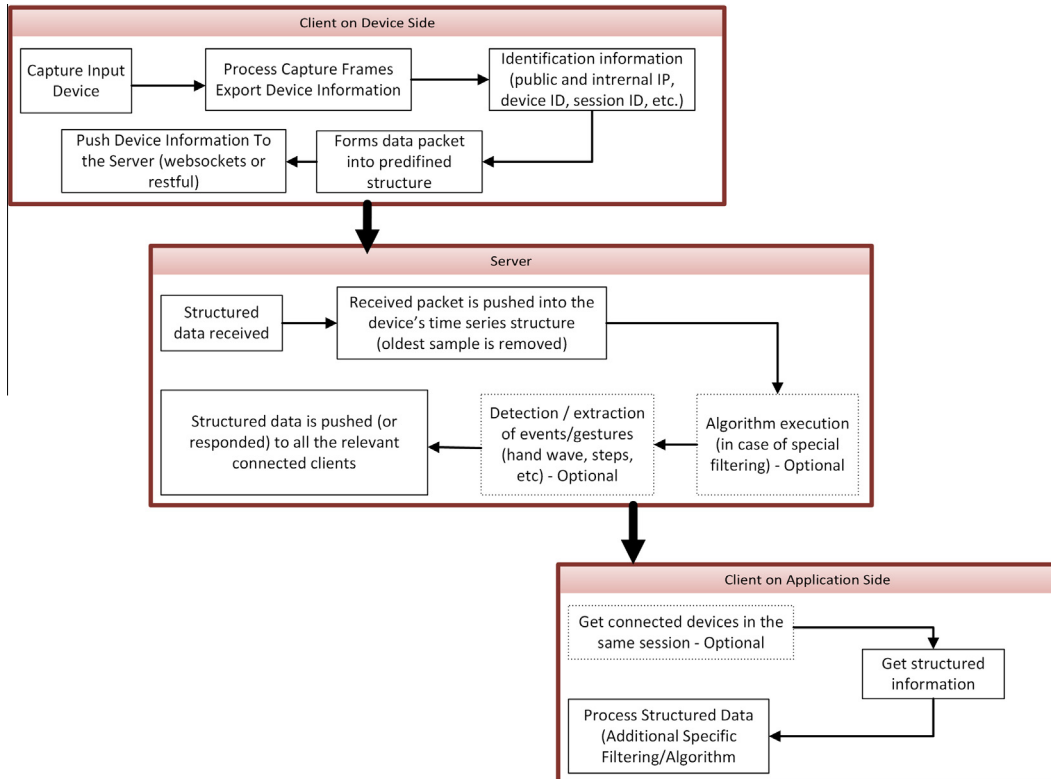 Client on Device Side
Capture Input
Device
Process Capture Frames
Export Device Information
Identification information
(public and intrernal IP,
device ID, session ID, etc.)
Push Device Information To
the Server (websockets or
restful)
Forms data packet
into predifined
structure
Server
Structured
data received
Received packet is pushed into the
device's time series structure
(oldest sample is removed)
Structured data is pushed (or
responded) to all the relevant
connected clients
Detection / extraction
of events/gestures
(hand wave, steps,
etc) - Optional
Algorithm execution
(in case of special
filtering) - Optional
Client on Application Side
Get connected devices in the
same session - Optional
Get structured
information
Process Structured Data
(Additional Specific
Filtering/Algorithm